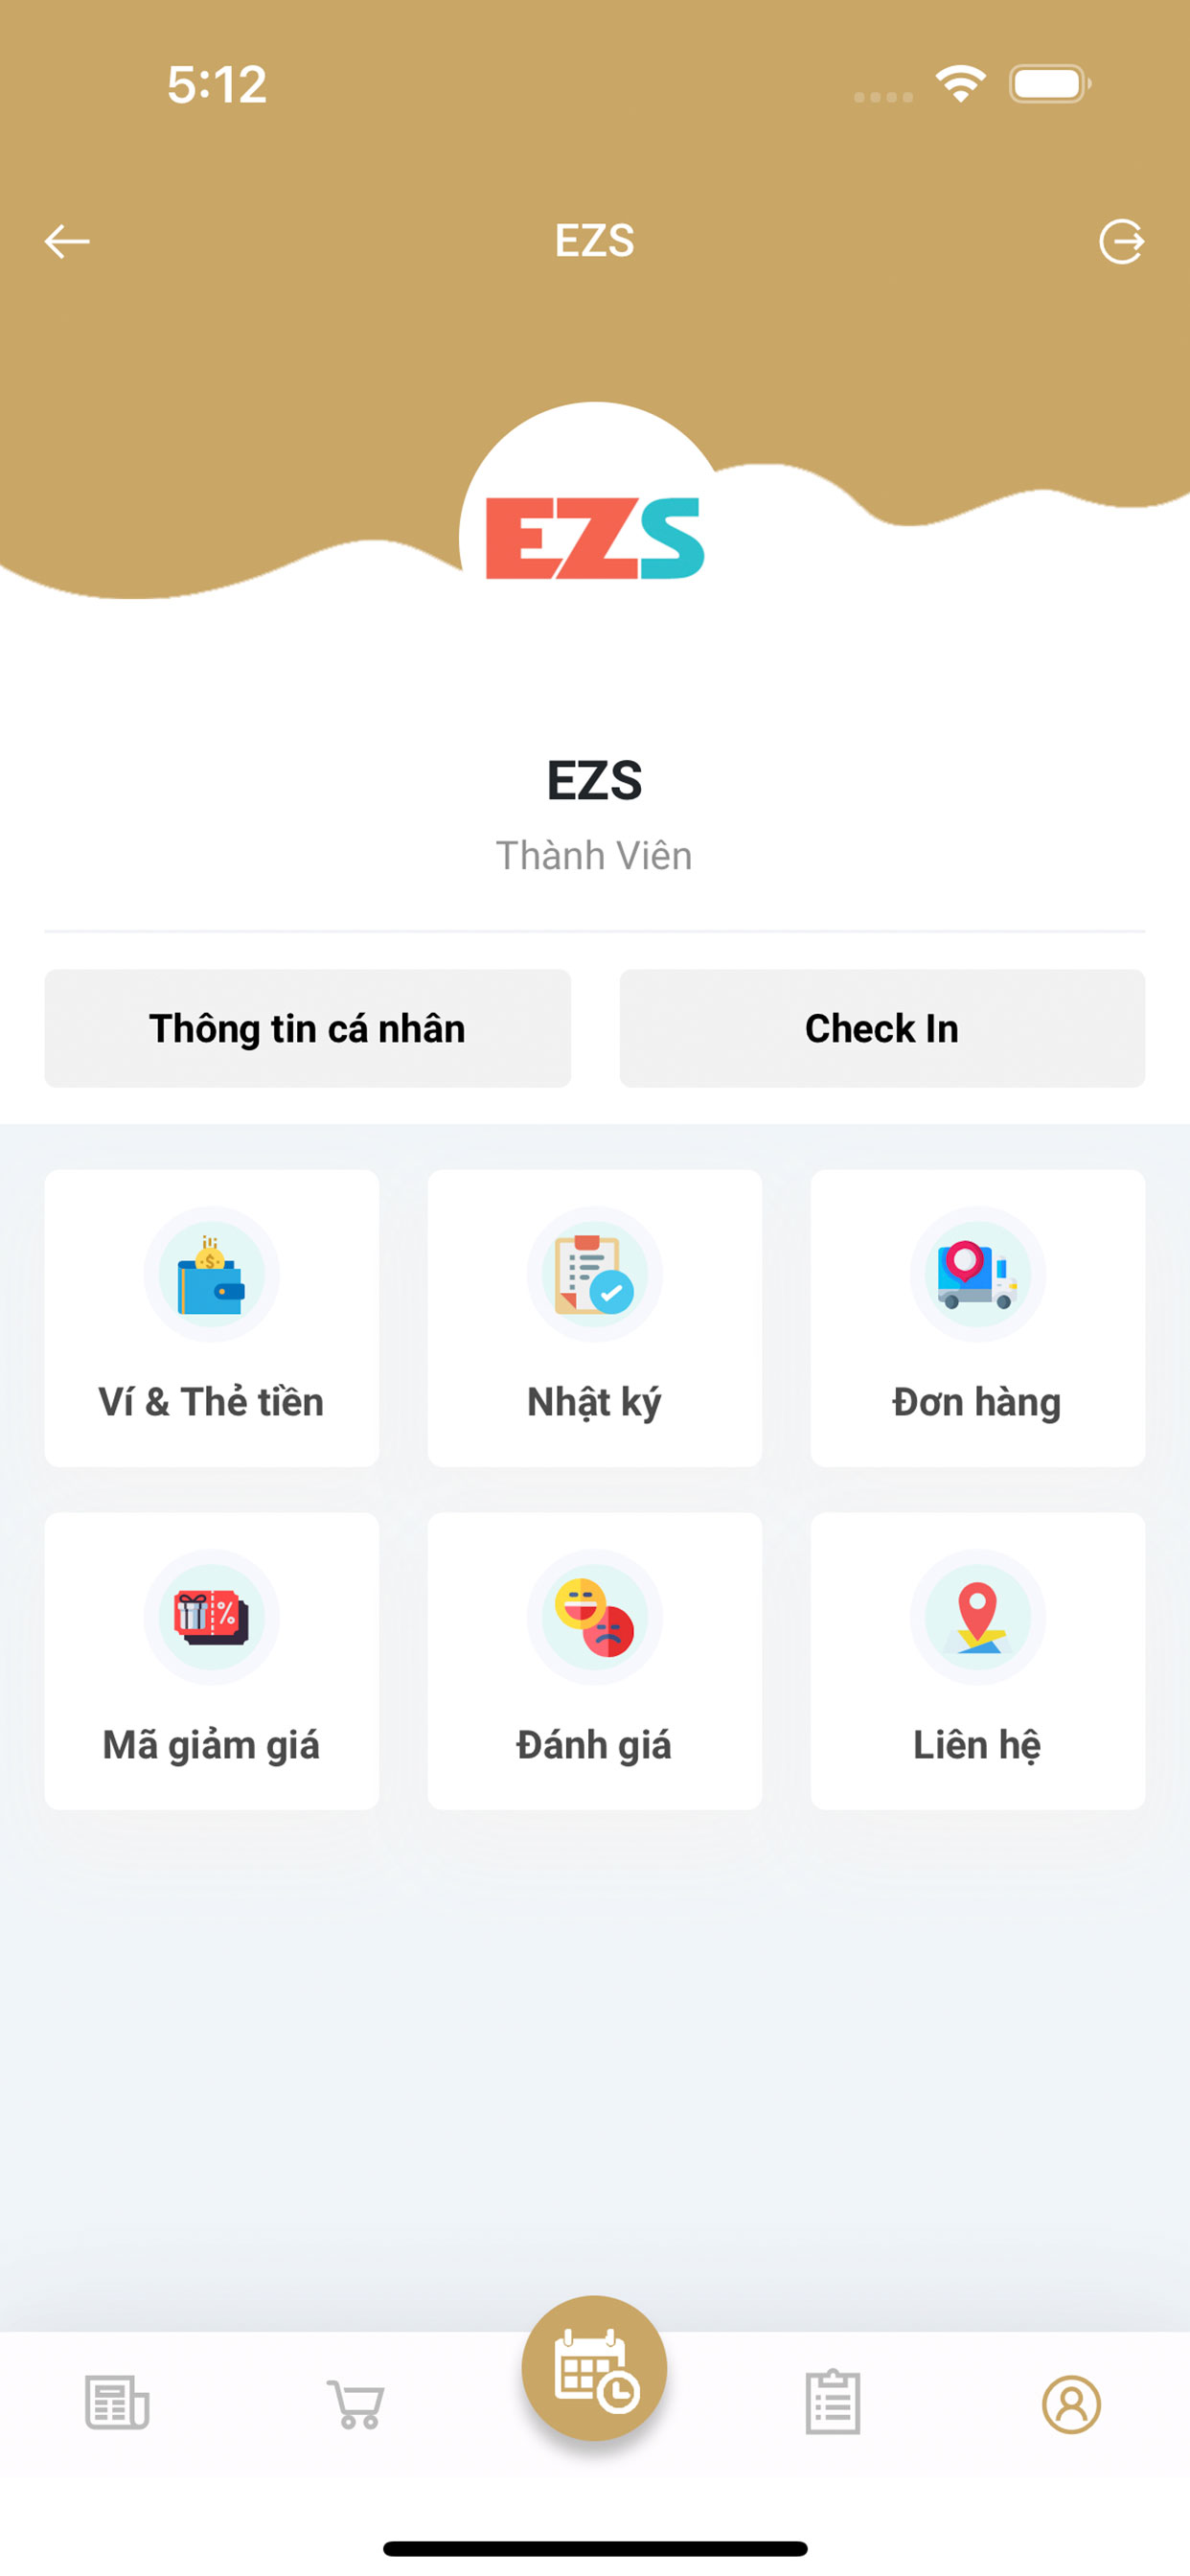 5:12
EZS
EZS
EZS
Thành Viên
Thông tin cá nhân
Check In
Ví & Thẻ tiền
Nhật ký
Đơn hàng
Mã giảm giá
Đánh giá
Liên hệ